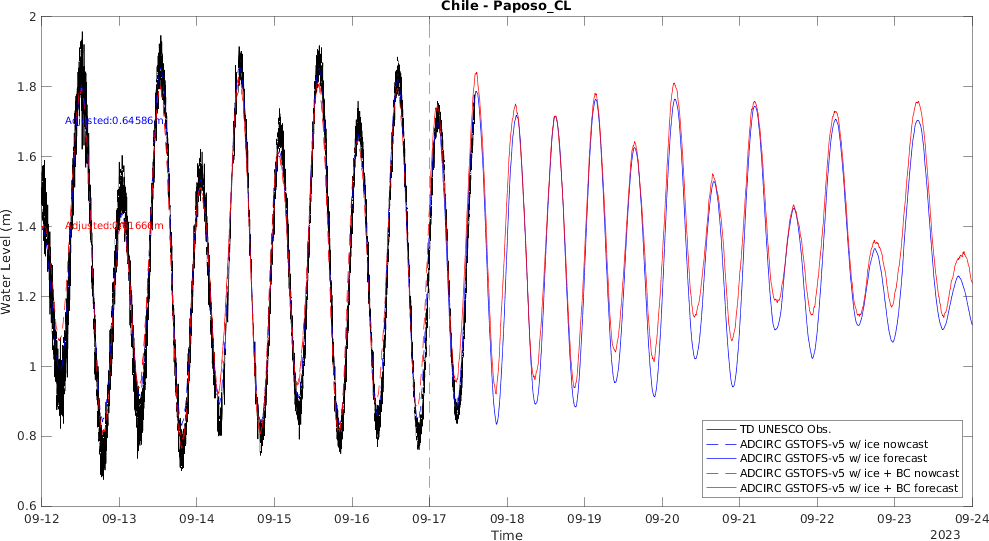 Chile - Paposo_CL
Water Level (m)
2
1.8
1.6
1.4
1.2
1
0.8
0.6
Adjusted:0.64586m
TD UNESCO Obs.
ADCIRC GSTOFS-v5 w/ ice nowcast
ADCIRC GSTOFS-v5 w/ ice forecast
ADCIRC GSTOFS-v5 w/ ice + BC nowcast
ADCIRC GSTOFS-v5 w/ ice + BC forecast
09-12 09-13 09-14 09-15 09-16 09-17 09-18 09-19 09-20 09-21 09-22 09-23 09-24
Time
2023